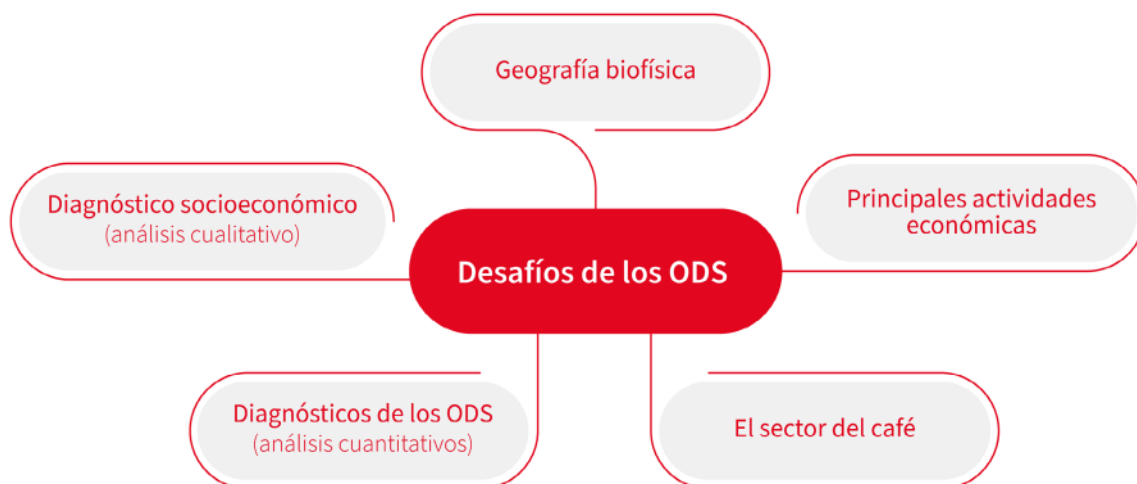 Geografía biofísica
Diagnóstico socioeconómico
(análisis cualitativo)
Principales actividades
económicas
Desafíos de los ODS
Diagnósticos de los ODS
(análisis cuantitativos)
El sector del café